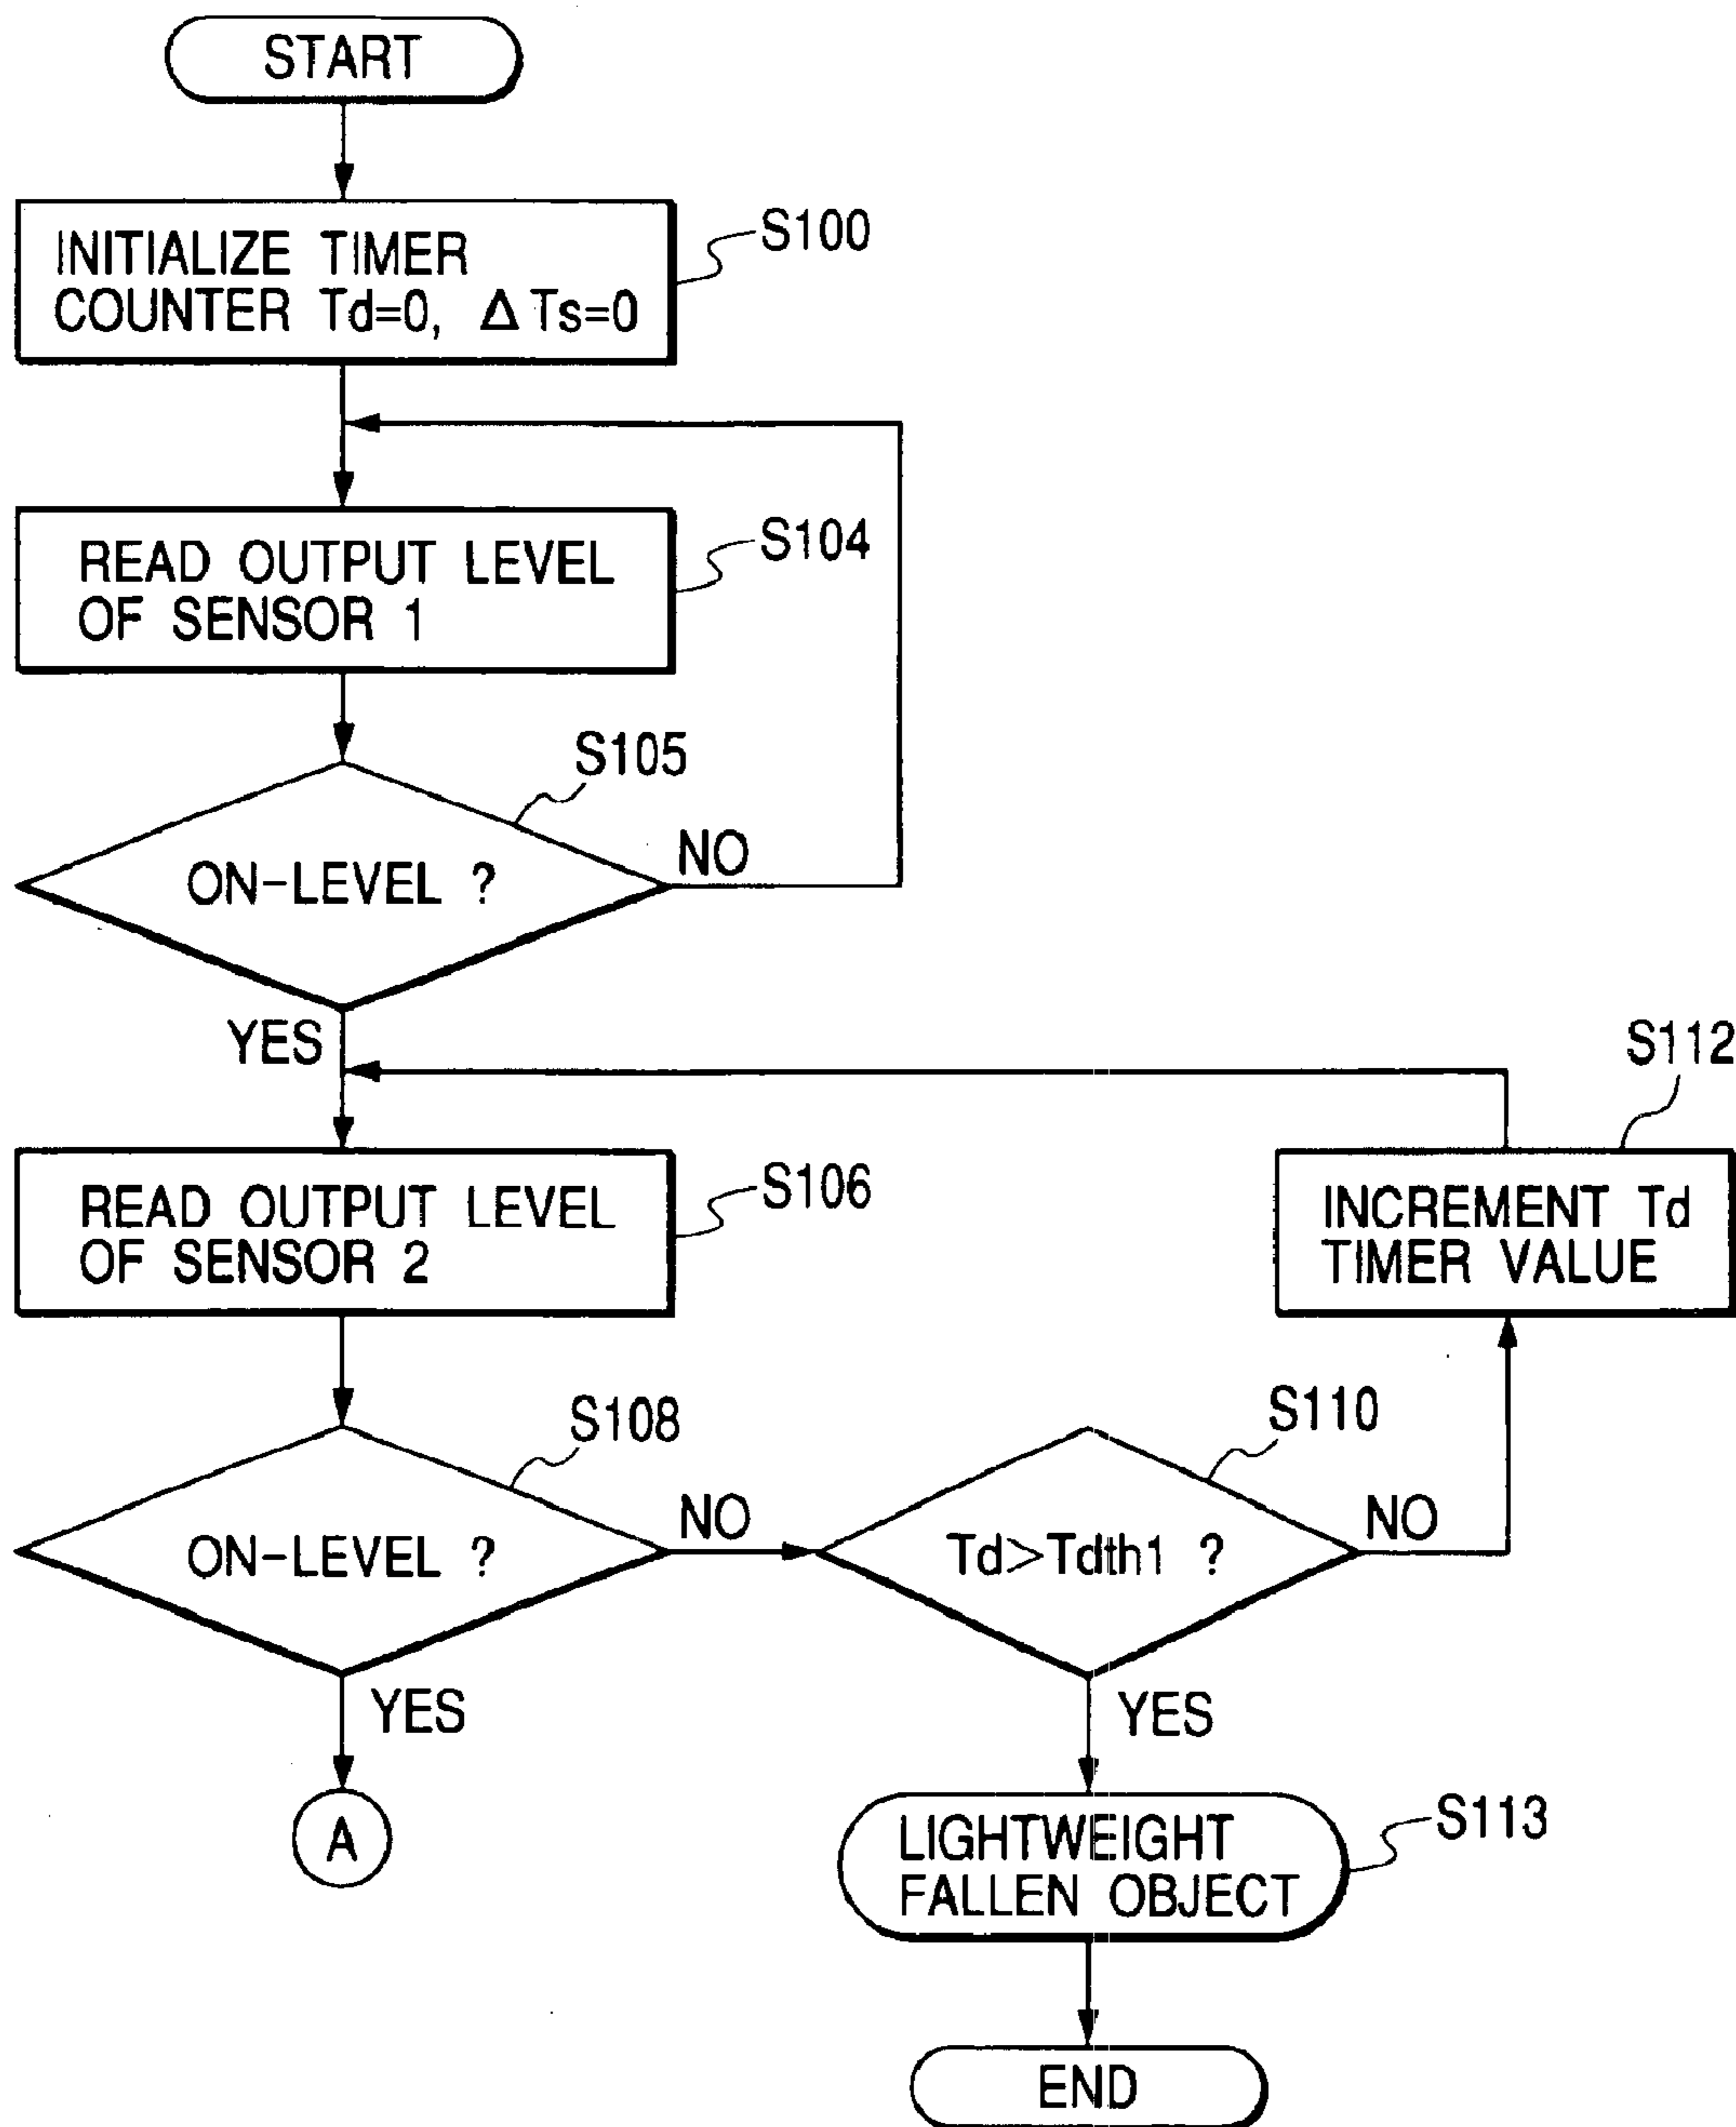 START
INITIALIZE TIMER
COUNTER Td=0, Δ Ts=0
S100
READ OUTPUT LEVEL
OF SENSOR 1
S104
S105
ON-LEVEL ?
NO
YES
S112
READ OUTPUT LEVEL
OF SENSOR 2
S106
INCREMENT Td
TIMER VALUE
S108
ON-LEVEL ?
NO
S110
Td>Tdth1 ?
NO
YES
YES
A
LIGHTWEIGHT
FALLEN OBJECT
S113
END